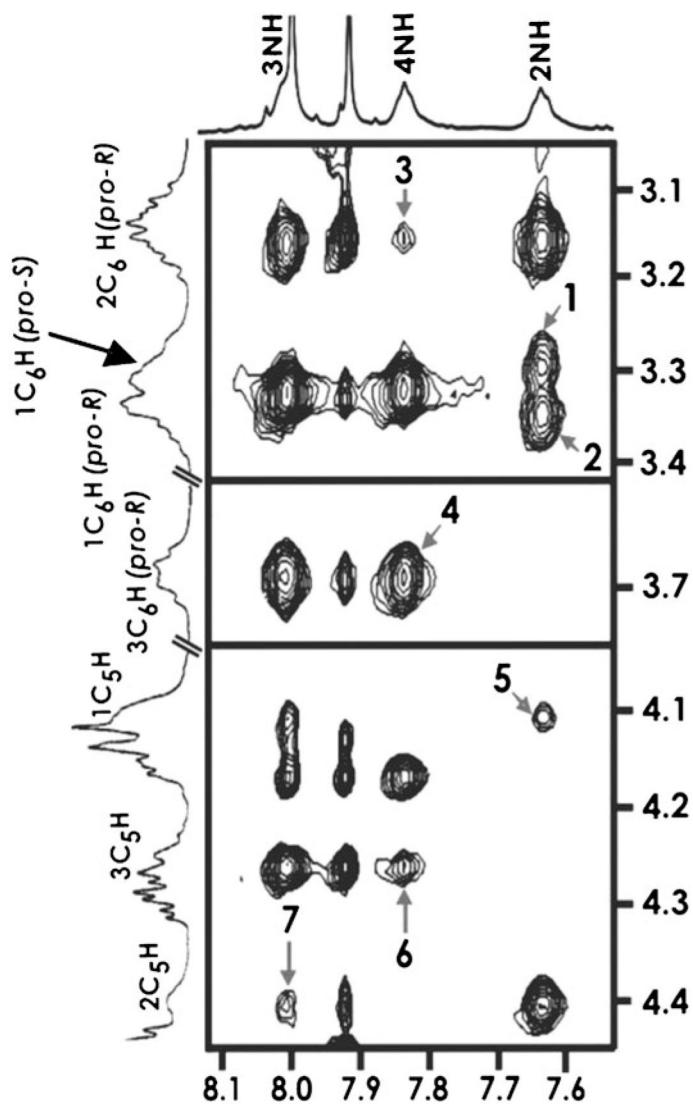 3NH
4NH
2NH
2C₆H (pro-R)
1C₆H (pro-S)
1C₆H (pro-R)
3C₆H (pro-R)
1C₅H
3C₅H
2C₅H
3
1
2
4
5
6
7
3.1
3.2
3.3
3.4
3.7
4.1
4.2
4.3
4.4
8.1 8.0 7.9 7.8 7.7 7.6